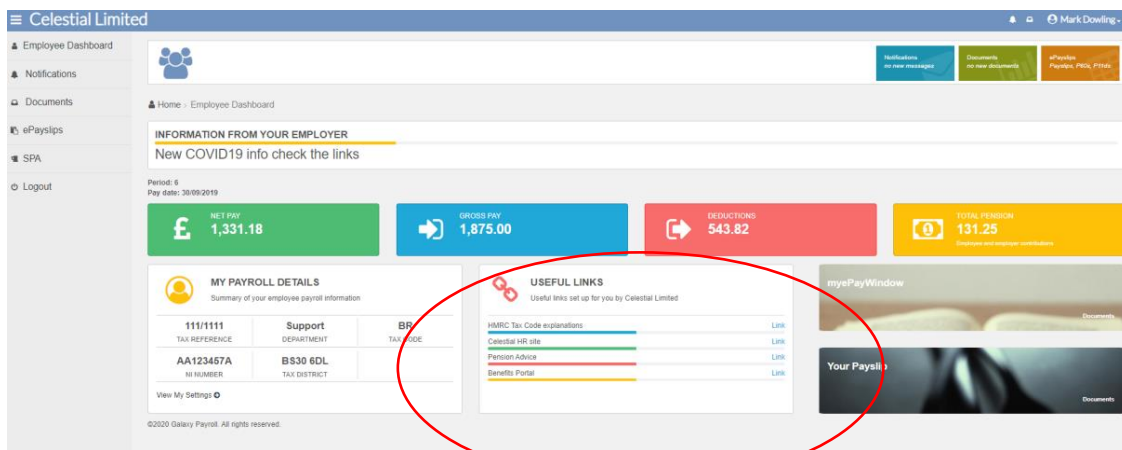 Celestial Limited
Mark Dowling
Employee Dashboard
Notifications
Documents
ePayslips
SPA
Logout
Notifications
no new messages
Documents
no new documents
ePayslips
Payslips, P60s, P11ds
Home > Employee Dashboard
INFORMATION FROM YOUR EMPLOYER
New COVID19 info check the links
Period: 6
Pay date: 30/09/2019
NET PAY
£ 1,331.18
GROSS PAY
1,875.00
DEDUCTIONS
543.82
TOTAL PENSION
131.25
Employee and employer contributions
MY PAYROLL DETAILS
Summary of your employee payroll information
111/1111 Support BR
TAX REFERENCE DEPARTMENT TAX CODE
AA123457A BS30 6DL
NI NUMBER TAX DISTRICT
View My Settings
USEFUL LINKS
Useful links set up for you by Celestial Limited
HMRC Tax Code explanations Link
Celestial HR site Link
Pension Advice Link
Benefits Portal Link
myePayWindow
Documents
Your Payslip
Documents
©2020 Galaxy Payroll. All rights reserved.